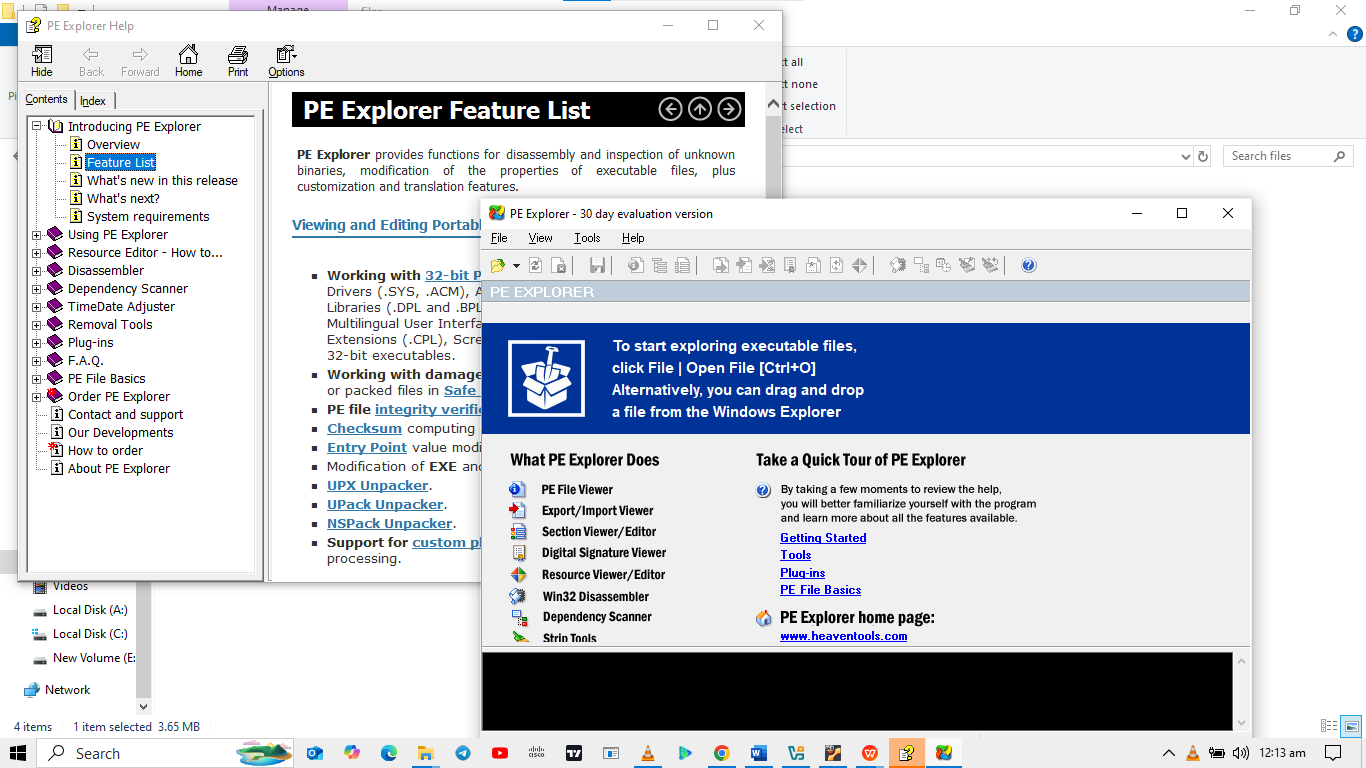 Manage
files
PE Explorer Help
Hide
Back
Forward
Home
Print
Options
Contents
Index
Introducing PE Explorer
Overview
Feature List
What's new in this release
What's next?
System requirements
Using PE Explorer
Resource Editor - How to...
Disassembler
Dependency Scanner
TimeDate Adjuster
Removal Tools
Plug-ins
F.A.Q.
PE File Basics
Order PE Explorer
Contact and support
Our Developments
How to order
About PE Explorer
PE Explorer Feature List
PE Explorer provides functions for disassembly and inspection of unknown
binaries, modification of the properties of executable files, plus
customization and translation features.
Viewing and Editing Portabl
Working with 32-bit P
Drivers (.SYS, .ACM), A
Libraries (.DPL and .BPL
Multilingual User Interfa
Extensions (.CPL), Scre
32-bit executables.
Working with damage
or packed files in Safe
PE file integrity verific
Checksum computing
Entry Point value modi
Modification of EXE and
UPX Unpacker.
UPack Unpacker.
NSPack Unpacker.
Support for custom pl
processing.
ct all
ct none
rt selection
elect
Search files
PE Explorer - 30 day evaluation version
File
View
Tools
Help
PE EXPLORER
To start exploring executable files,
click File | Open File [Ctrl+O]
Alternatively, you can drag and drop
a file from the Windows Explorer
What PE Explorer Does
PE File Viewer
Export/Import Viewer
Section Viewer/Editor
Digital Signature Viewer
Resource Viewer/Editor
Win32 Disassembler
Dependency Scanner
Strip Tools
Take a Quick Tour of PE Explorer
By taking a few moments to review the help,
you will better familiarize yourself with the program
and learn more about all the features available.
Getting Started
Tools
Plug-ins
PE File Basics
PE Explorer home page:
www.heaventools.com
Videos
Local Disk (A:)
Local Disk (C:)
New Volume (E:
Network
4 items
1 item selected 3.65 MB
Search
cisco
12:13 am